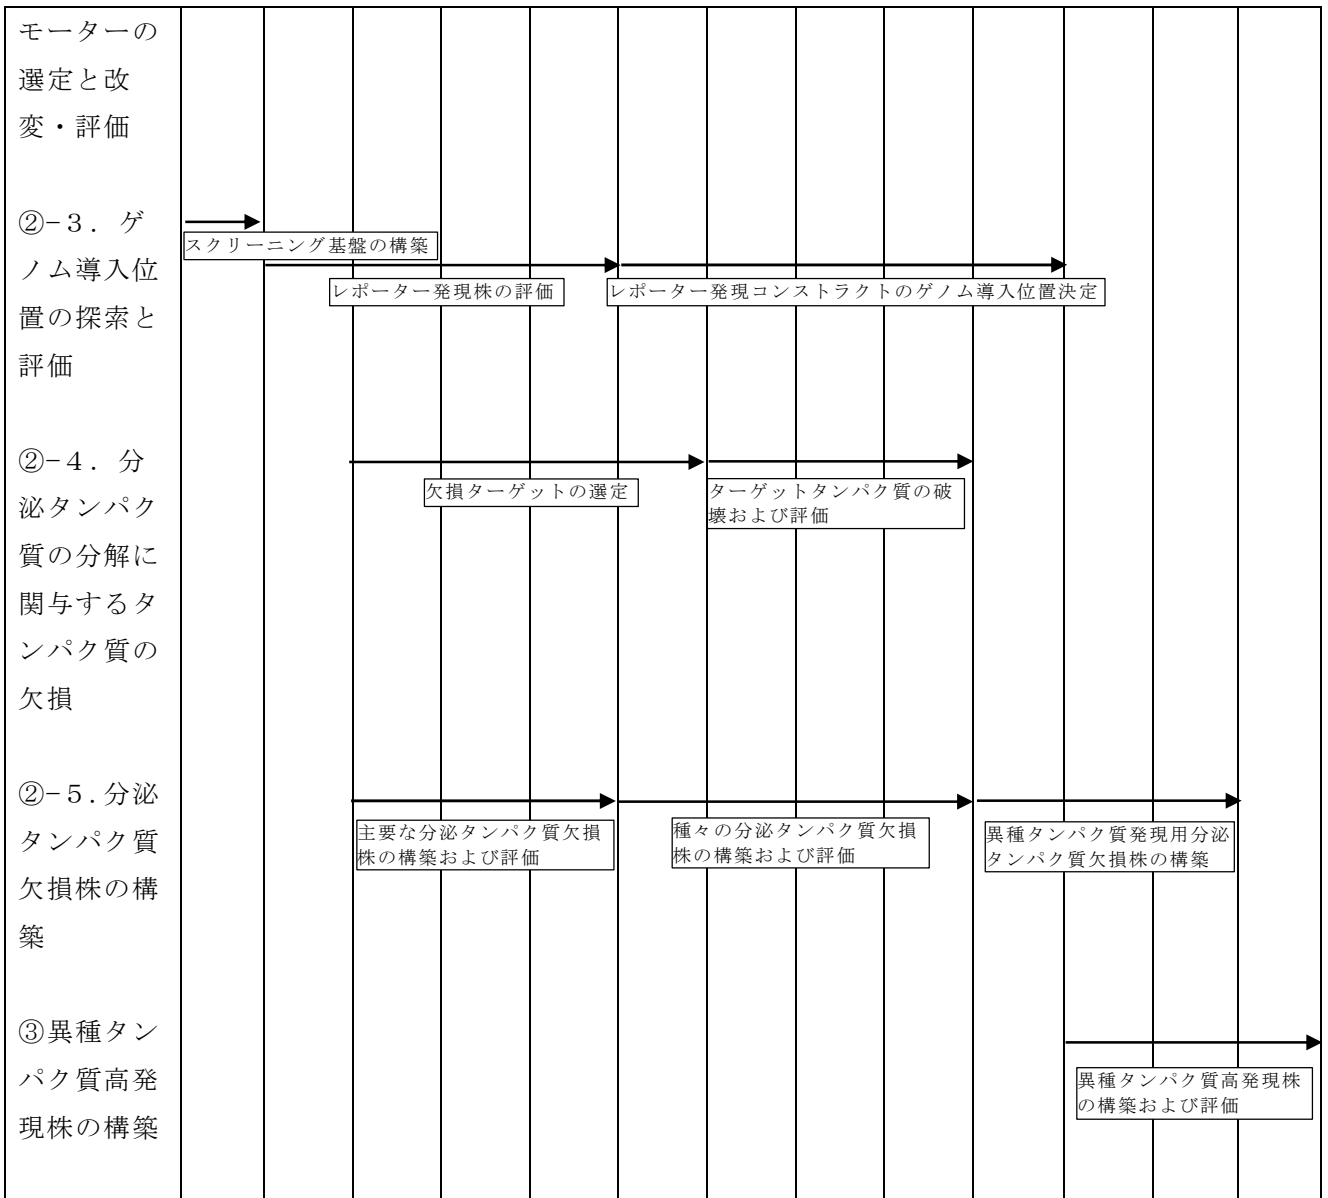 モーターの
選定と改
変・評価
②−３．ゲ
ノム導入位
置の探索と
評価
スクリーニング基盤の構築
レポーター発現株の評価
レポーター発現コンストラクトのゲノム導入位置決定
②−４．分
泌タンパク
質の分解に
関与するタ
ンパク質の
欠損
欠損ターゲットの選定
ターゲットタンパク質の破
壊および評価
②−５.分泌
タンパク質
欠損株の構
築
主要な分泌タンパク質欠損
株の構築および評価
種々の分泌タンパク質欠損
株の構築および評価
異種タンパク質発現用分泌
タンパク質欠損株の構築
③異種タン
パク質高発
現株の構築
異種タンパク質高発現株
の構築および評価